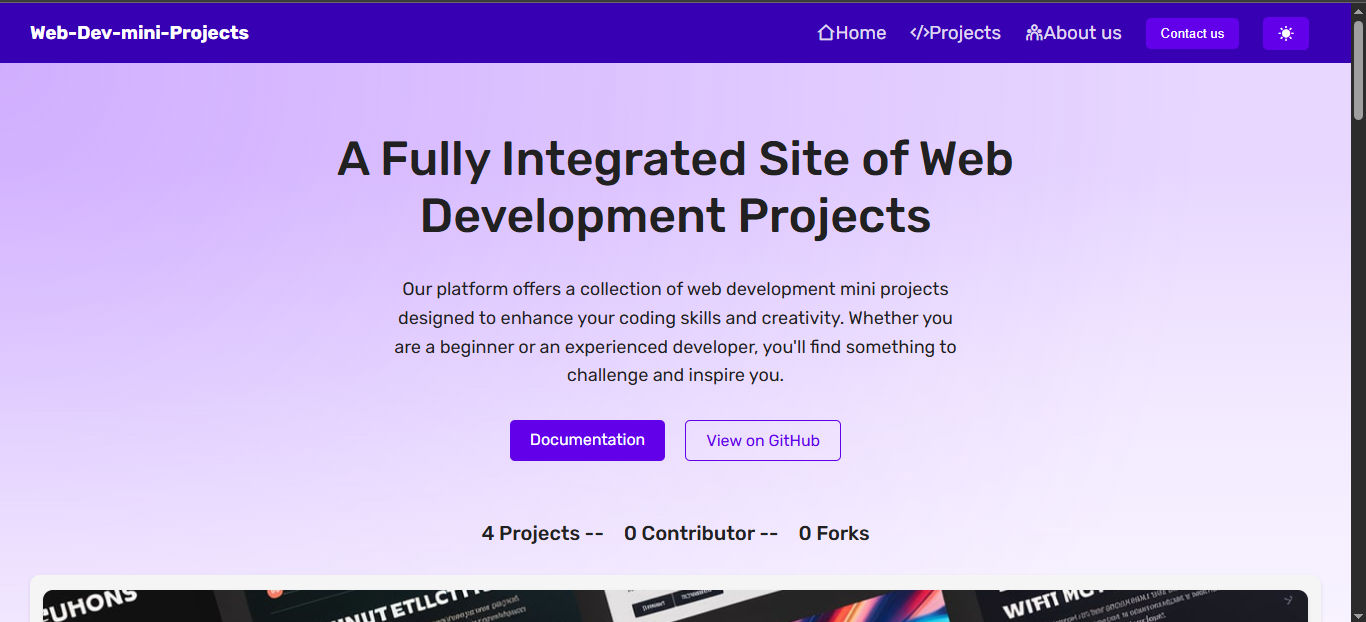 Web-Dev-mini-Projects
Home
</>Projects
About us
Contact us
A Fully Integrated Site of Web
Development Projects
Our platform offers a collection of web development mini projects
designed to enhance your coding skills and creativity. Whether you
are a beginner or an experienced developer, you'll find something to
challenge and inspire you.
Documentation
View on GitHub
4 Projects --
0 Contributor --
0 Forks